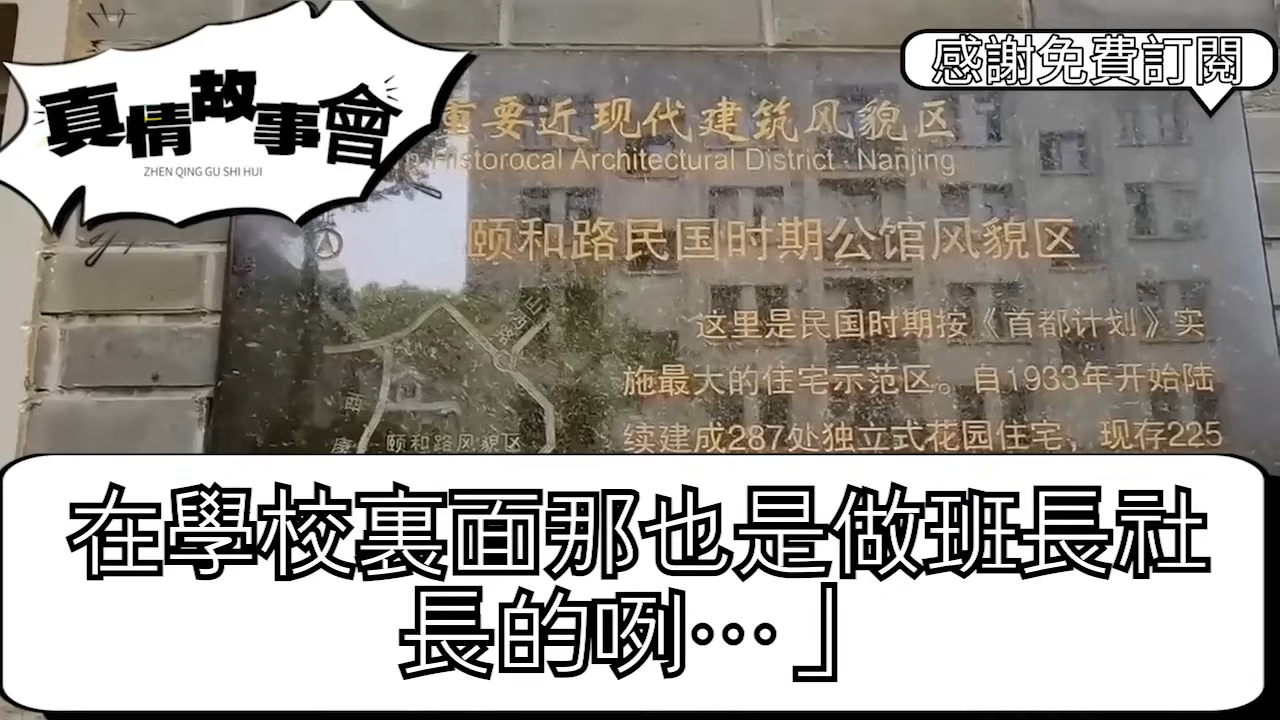 真情故事會
ZHEN QING GU SHI HUI
感謝免費訂閱
重要近现代建筑风貌区
Historocal Architectural District · Nanjing
颐和路民国时期公馆风貌区
这里是民国时期按《首都计划》实
施最大的住宅示范区。自1933年开始陆
续建成287处独立式花园住宅，现存225
西
康
颐和路风貌区
在學校裏面那也是做班長社
長的咧…」